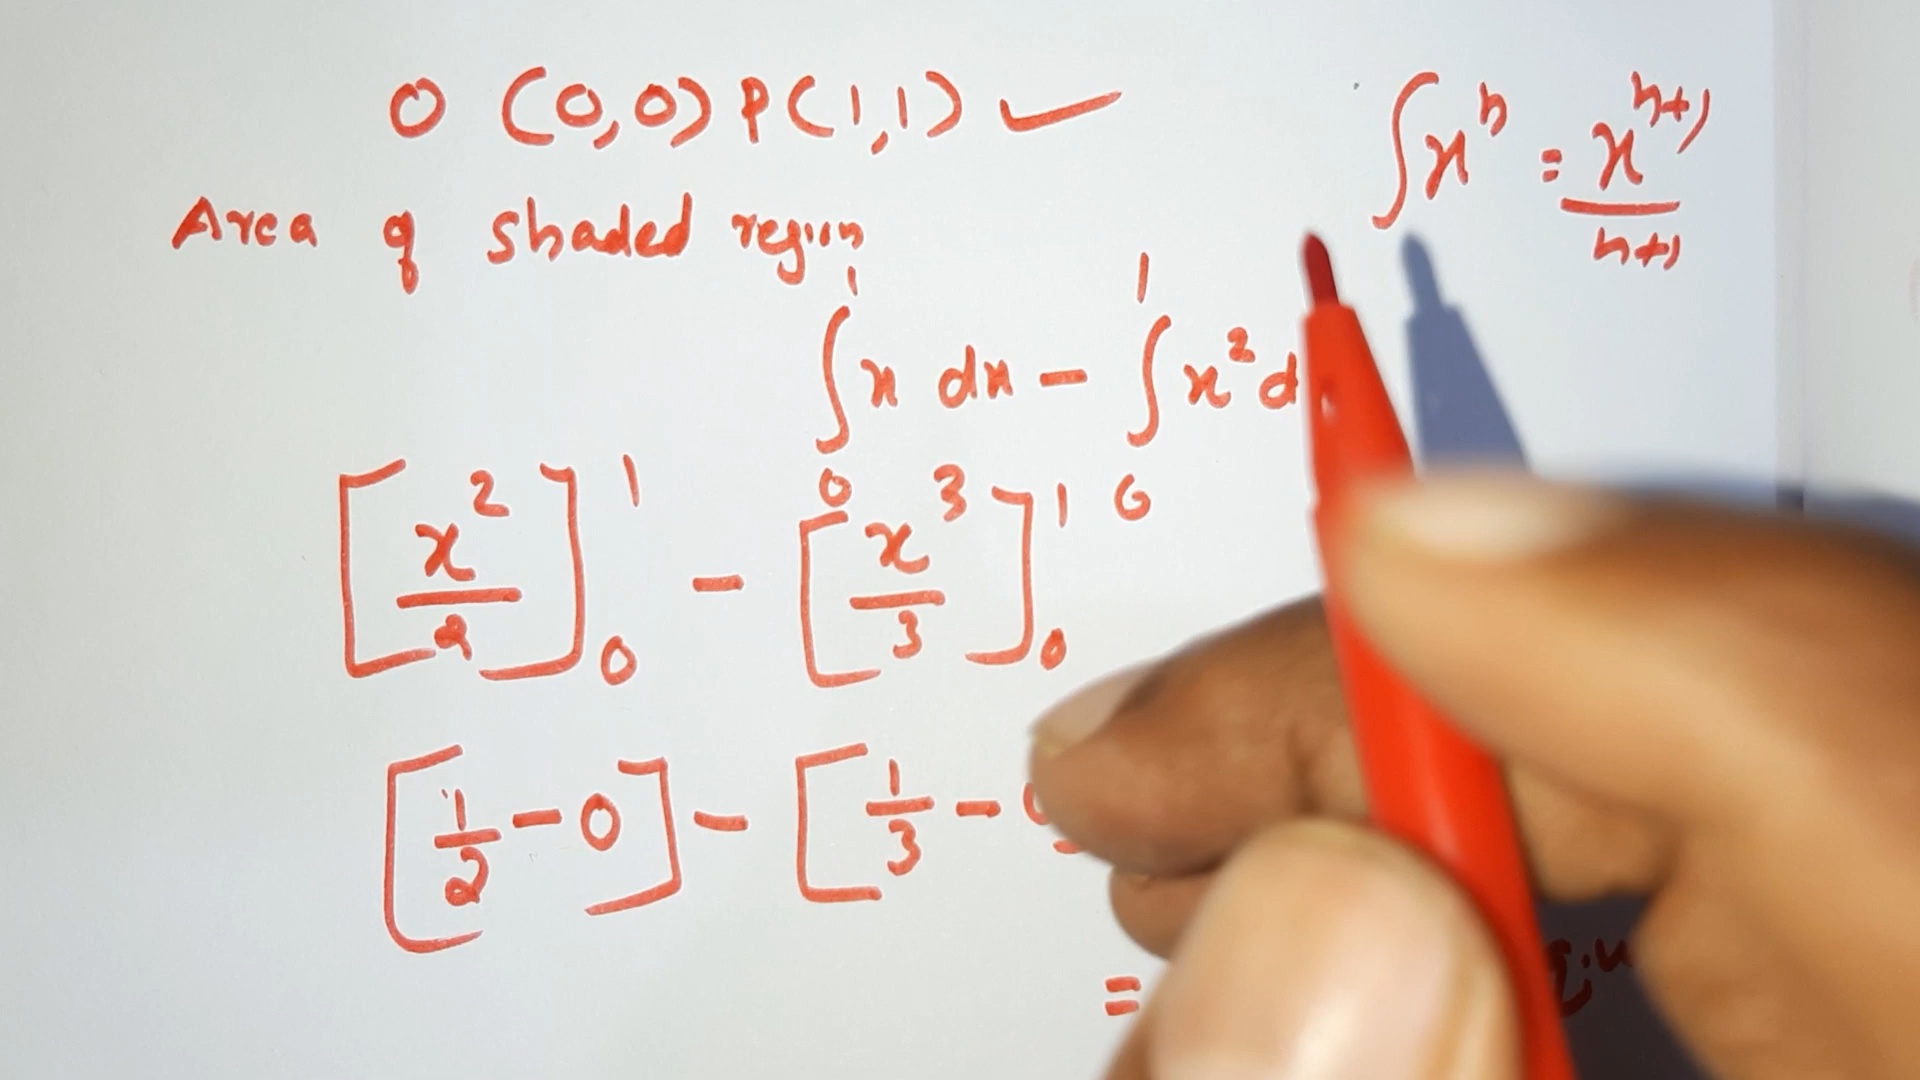 O (0,0) P(1,1) ✓
∫xⁿ = xⁿ⁺¹/n+1
Area of shaded region
∫₀¹ x dx - ∫₀¹ x² d
[x²/2]₀¹ - [x³/3]₀¹
[1/2 - 0] - [1/3 -
=